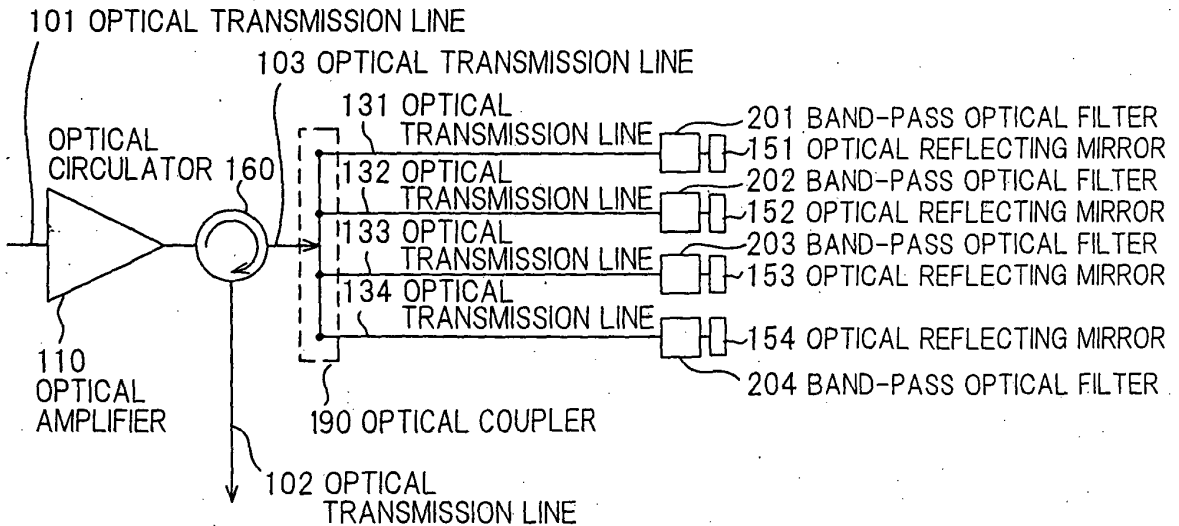 101 OPTICAL TRANSMISSION LINE
103 OPTICAL TRANSMISSION LINE
OPTICAL
CIRCULATOR 160
131 OPTICAL
TRANSMISSION LINE
132 OPTICAL
TRANSMISSION LINE
133 OPTICAL
TRANSMISSION LINE
134 OPTICAL
TRANSMISSION LINE
201 BAND-PASS OPTICAL FILTER
151 OPTICAL REFLECTING MIRROR
202 BAND-PASS OPTICAL FILTER
152 OPTICAL REFLECTING MIRROR
203 BAND-PASS OPTICAL FILTER
153 OPTICAL REFLECTING MIRROR
154 OPTICAL REFLECTING MIRROR
204 BAND-PASS OPTICAL FILTER
110
OPTICAL
AMPLIFIER
190 OPTICAL COUPLER
102 OPTICAL
TRANSMISSION LINE